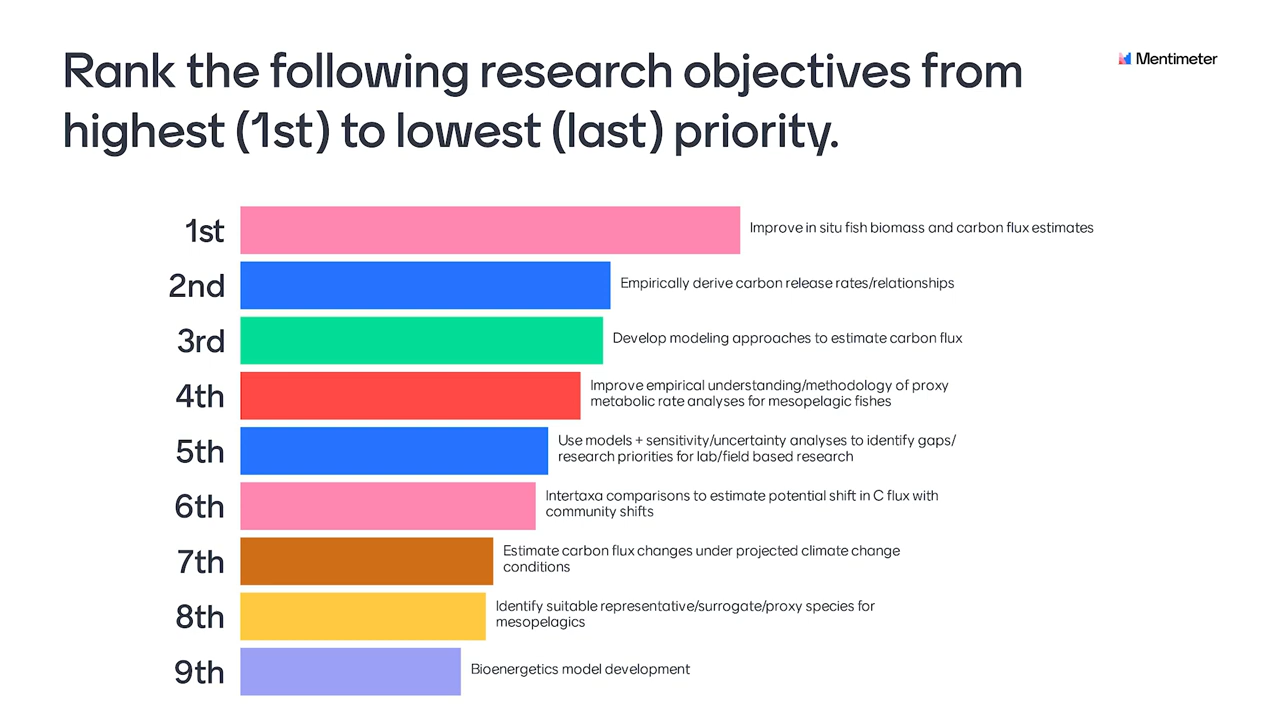 Rank the following research objectives from
highest (1st) to lowest (last) priority.
Mentimeter
1st
Improve in situ fish biomass and carbon flux estimates
2nd
Empirically derive carbon release rates/relationships
3rd
Develop modeling approaches to estimate carbon flux
4th
Improve empirical understanding/methodology of proxy
metabolic rate analyses for mesopelagic fishes
5th
Use models + sensitivity/uncertainty analyses to identify gaps/
research priorities for lab/field based research
6th
Intertaxa comparisons to estimate potential shift in C flux with
community shifts
7th
Estimate carbon flux changes under projected climate change
conditions
8th
Identify suitable representative/surrogate/proxy species for
mesopelagics
9th
Bioenergetics model development